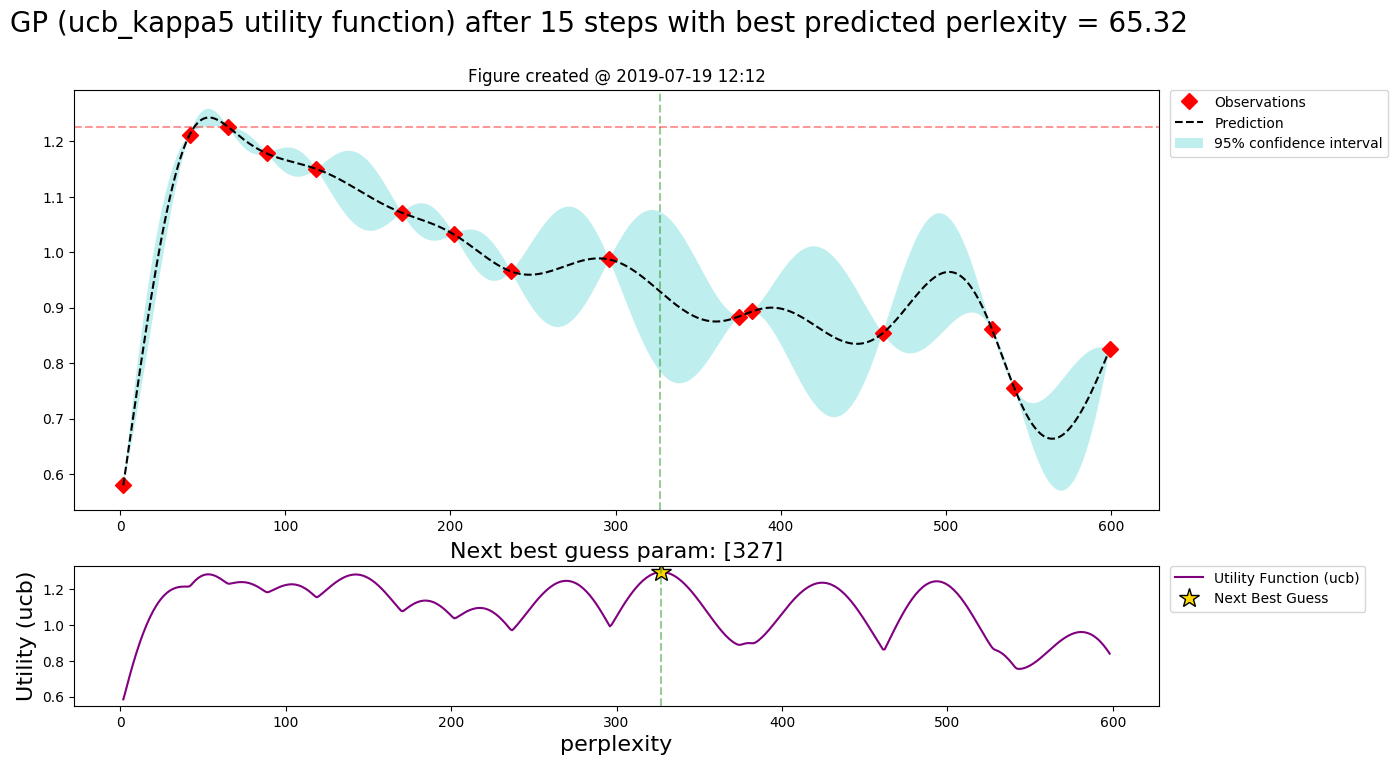 GP (ucb_kappa5 utility function) after 15 steps with best predicted perlexity = 65.32
Figure created @ 2019-07-19 12:12
Observations
Prediction
95% confidence interval
1.2
1.1
1.0
0.9
0.8
0.7
0.6
0 100 200 300 400 500 600
Next best guess param: [327]
Utility (ucb)
1.2
1.0
0.8
0.6
Utility Function (ucb)
Next Best Guess
0 100 200 300 400 500 600
perplexity